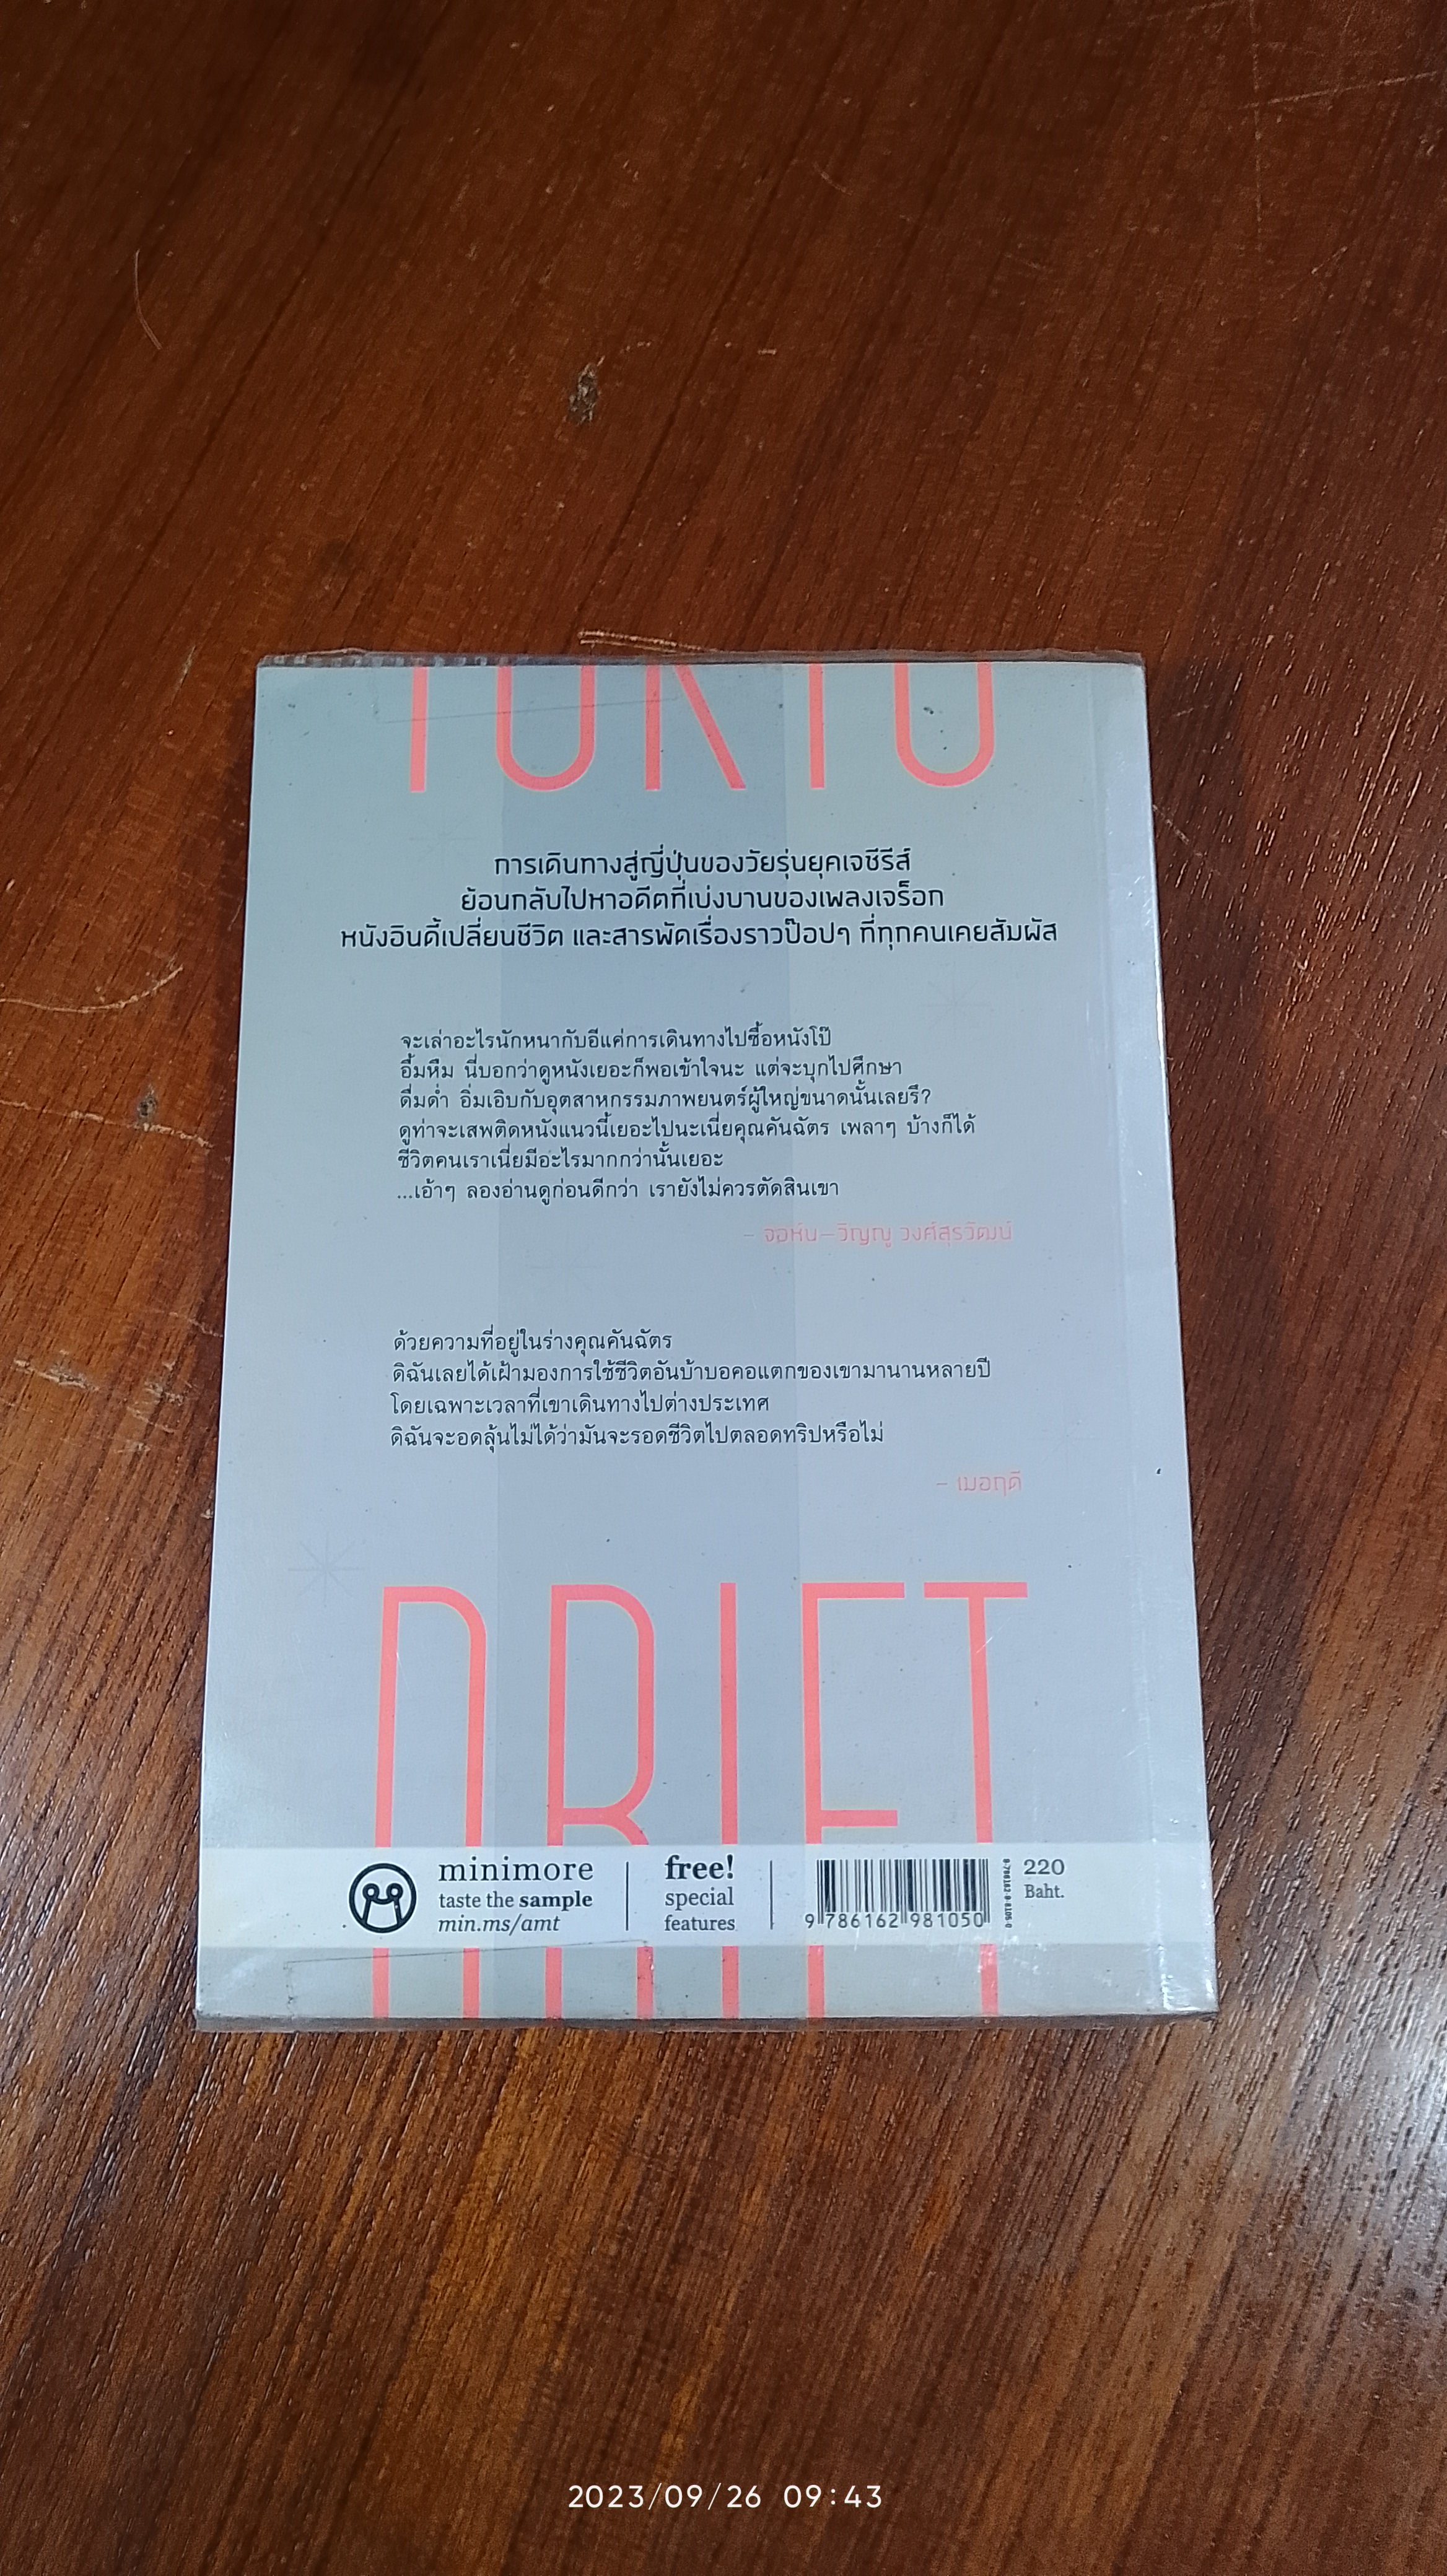 TOKYO
การเดินทางสู่ญี่ปุ่นของวัยรุ่นยุคเจซีรีส์
ย้อนกลับไปหาอดีตที่เบ่งบานของเพลงเจร็อก
หนังอินดี้เปลี่ยนชีวิต และสารพัดเรื่องราวป๊อปๆ ที่ทุกคนเคยสัมผัส
จะเล่าอะไรนักหนากับอีแค่การเดินทางไปซื้อหนังโป๊
อื้มหืม นี่บอกว่าดูหนังเยอะก็พอเข้าใจนะ แต่จะบุกไปศึกษา
ดื่มด่ำ อิ่มเอิบกับอุตสาหกรรมภาพยนตร์ผู้ใหญ่ขนาดนั้นเลยรึ?
ดูท่าจะเสพติดหนังแนวนี้เยอะไปนะเนี่ยคุณคันฉัตร เพลาๆ บ้างก็ได้
ชีวิตคนเราเนี่ยมีอะไรมากกว่านั้นเยอะ
...เอ้าๆ ลองอ่านดูก่อนดีกว่า เรายังไม่ควรตัดสินเขา
– จอห์น–วิญญู วงศ์สุรวัฒน์
ด้วยความที่อยู่ในร่างคุณคันฉัตร
ดิฉันเลยได้เฝ้ามองการใช้ชีวิตอันบ้าบอคอแตกของเขามานานหลายปี
โดยเฉพาะเวลาที่เขาเดินทางไปต่างประเทศ
ดิฉันจะอดลุ้นไม่ได้ว่ามันจะรอดชีวิตไปตลอดทริปหรือไม่
– เมอฤดี
DRIFT
minimore
taste the sample
min.ms/amt
free!
special
features
9 786162 981050
220
Baht.
2023/09/26 09:43